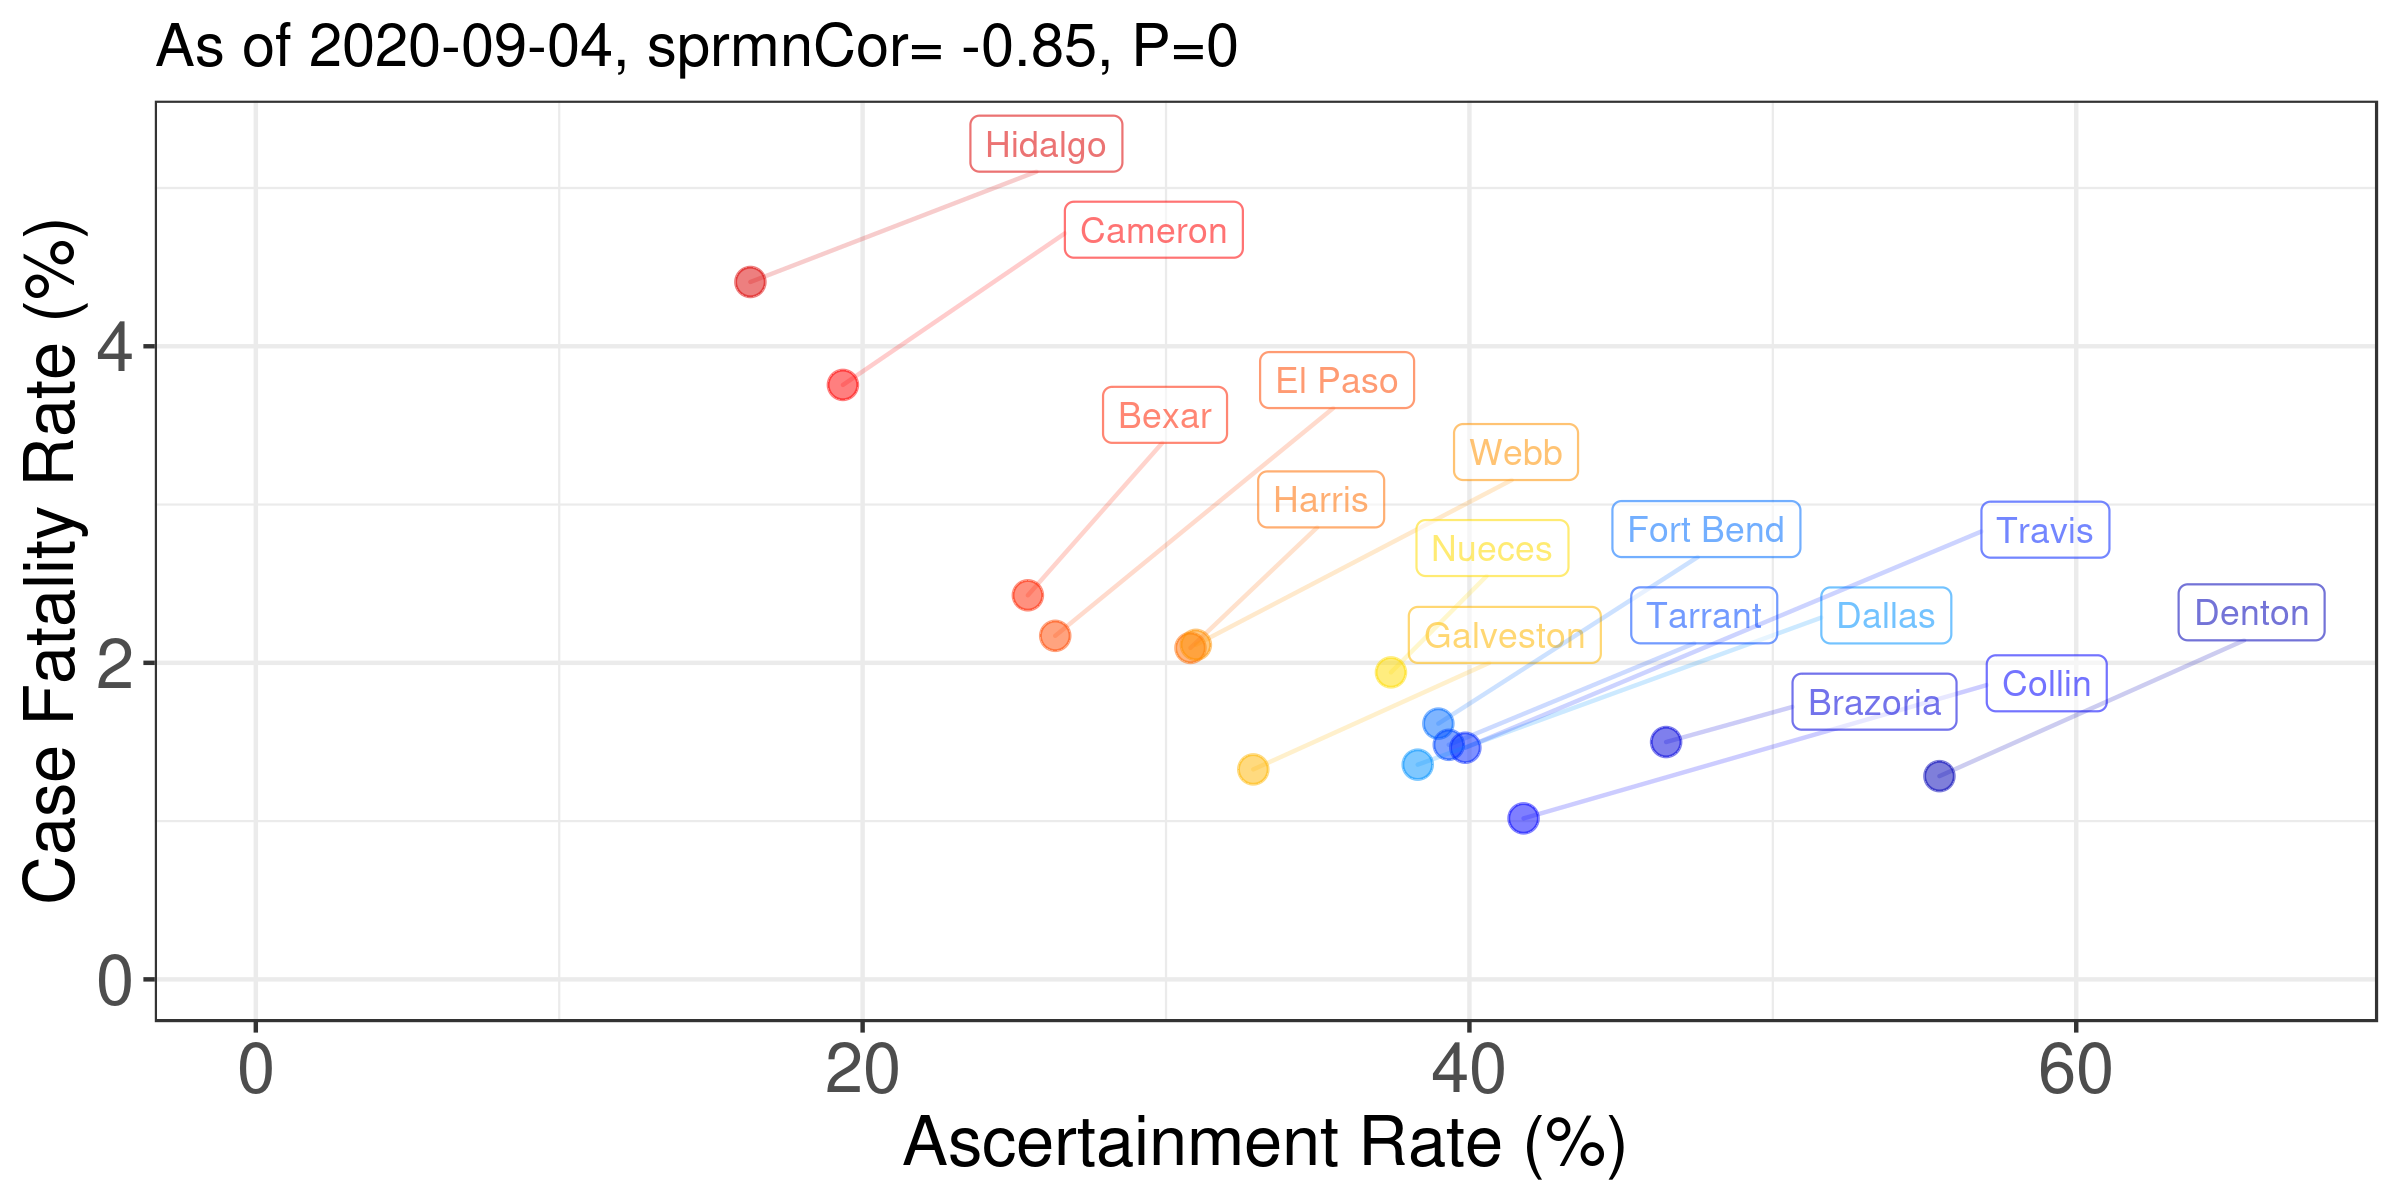 As of 2020-09-04, sprmnCor= -0.85, P=0
Hidalgo
Cameron
El Paso
Bexar
Webb
Harris
Nueces
Fort Bend
Travis
Galveston
Tarrant
Dallas
Denton
Collin
Brazoria
Case Fatality Rate (%)
4
2
0
0 20 40 60
Ascertainment Rate (%)